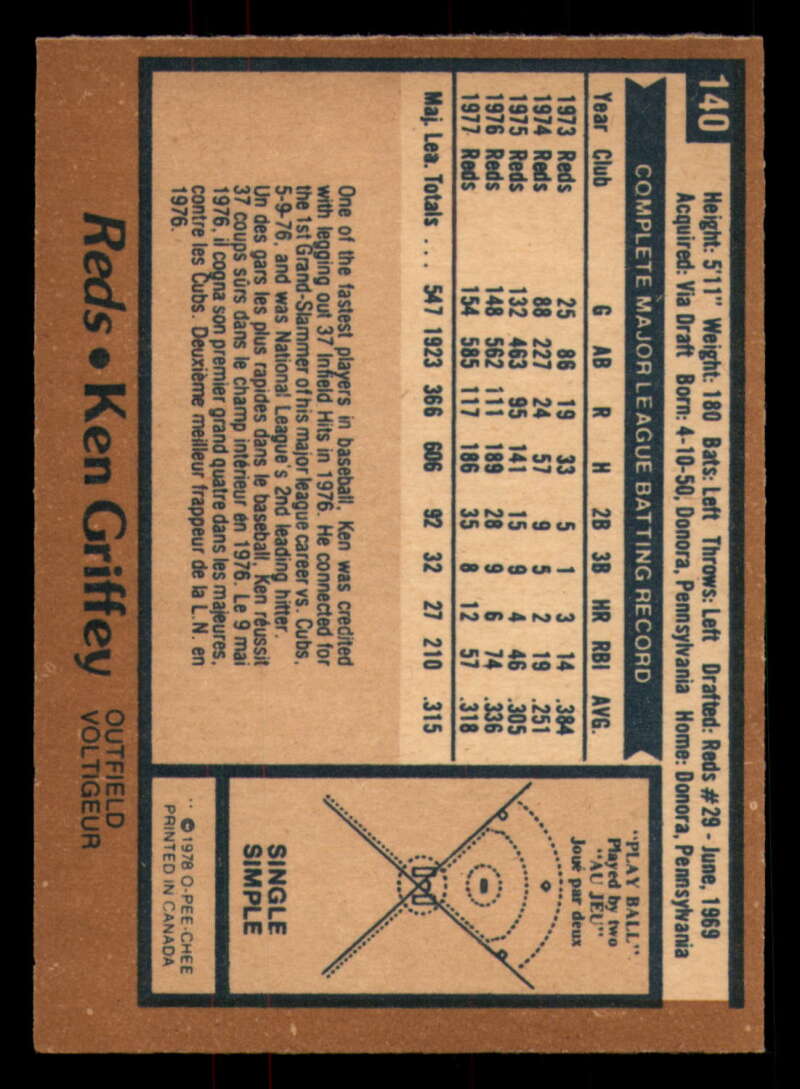 140
Height: 5'11" Weight: 180 Bats: Left Throws: Left Drafted: Reds #29 - June, 1969
Acquired: Via Draft Born: 4-10-50, Donora, Pennsylvania Home: Donora, Pennsylvania
COMPLETE MAJOR LEAGUE BATTING RECORD
Year Club G AB R H 2B 3B HR RBI AVG.
1973 Reds 25 86 19 33 5 1 3 14 .384
1974 Reds 88 227 24 57 9 5 2 19 .251
1975 Reds 132 463 95 141 15 9 4 46 .305
1976 Reds 148 562 111 189 28 9 6 74 .336
1977 Reds 154 585 117 186 35 8 12 57 .318
Maj. Lea. Totals ... 547 1923 366 606 92 32 27 210 .315
One of the fastest players in baseball, Ken was credited
with legging out 37 Infield Hits in 1976. He connected for
the 1st Grand-Slammer of his major league career vs. Cubs,
5-9-76, and was National League's 2nd leading hitter.
Un des gars les plus rapides dans le baseball, Ken réussit
37 coups sûrs dans le champ intérieur en 1976. Le 9 mai
1976, il cogna son premier grand quatre dans les majeures,
contre les Cubs. Deuxième meilleur frappeur de la L.N. en
1976.
"PLAY BALL"
Played by two
"AU JEU"
Joué par deux
SINGLE
SIMPLE
© 1978 O-PEE-CHEE
PRINTED IN CANADA
Reds • Ken Griffey OUTFIELD
VOLTIGEUR